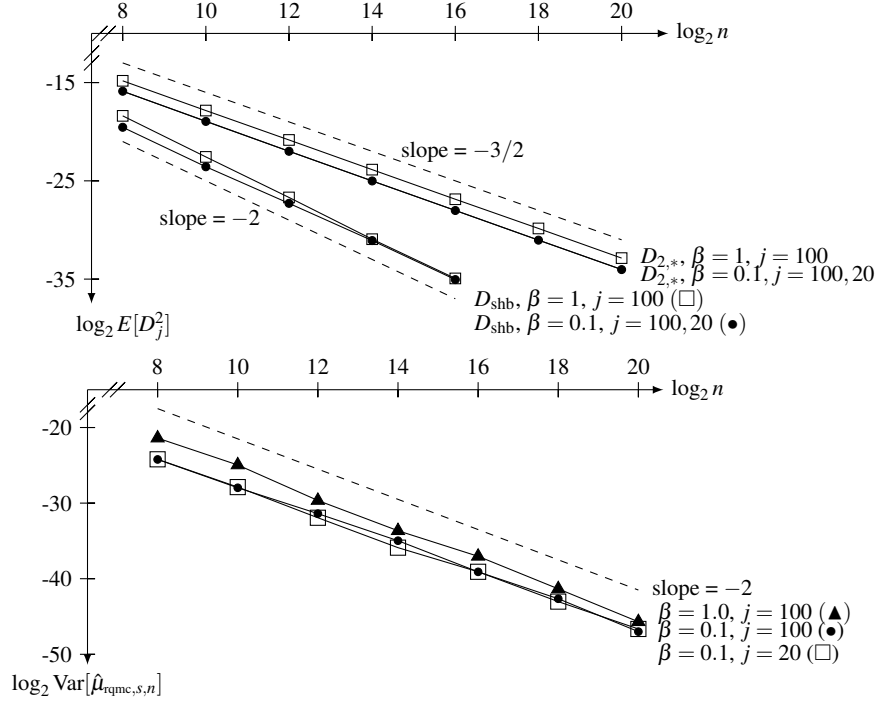 8 10 12 14 16 18 20
log₂ n
-15
slope = −3/2
-25
slope = −2
D₂,*, β = 1, j = 100
D₂,*, β = 0.1, j = 100, 20
-35
D_shb, β = 1, j = 100 (□)
D_shb, β = 0.1, j = 100, 20 (●)
log₂ E[D_j²]
8 10 12 14 16 18 20
log₂ n
-20
-30
-40
slope = −2
β = 1.0, j = 100 (▲)
β = 0.1, j = 100 (●)
β = 0.1, j = 20 (□)
-50
log₂ Var[μ̂_rqmc,s,n]